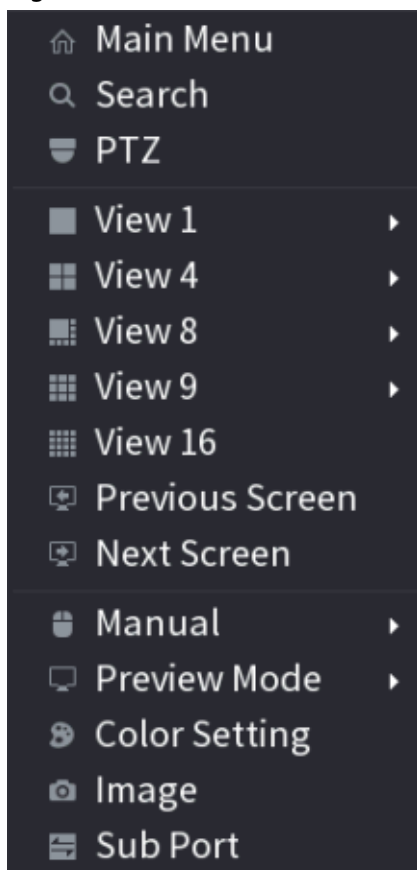 Main Menu
Search
PTZ
View 1
View 4
View 8
View 9
View 16
Previous Screen
Next Screen
Manual
Preview Mode
Color Setting
Image
Sub Port